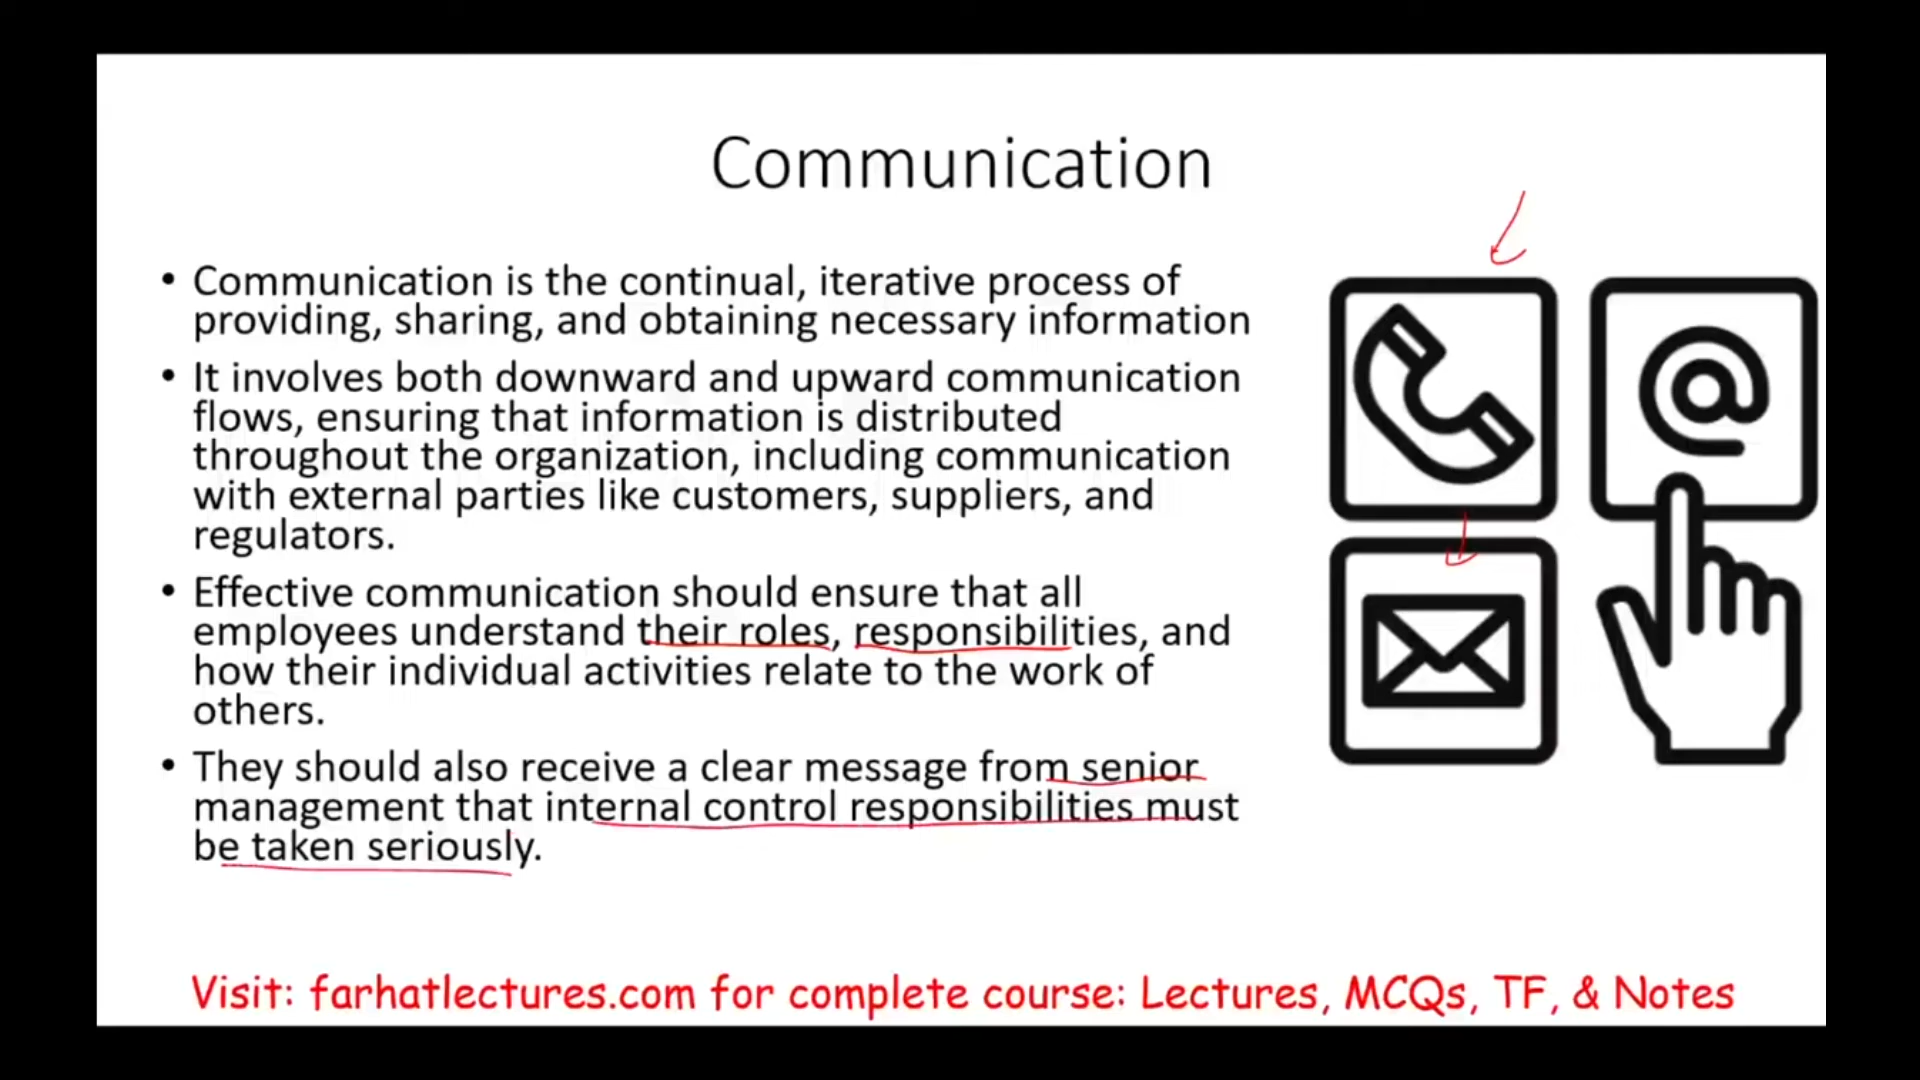 Communication
• Communication is the continual, iterative process of
providing, sharing, and obtaining necessary information
• It involves both downward and upward communication
flows, ensuring that information is distributed
throughout the organization, including communication
with external parties like customers, suppliers, and
regulators.
• Effective communication should ensure that all
employees understand their roles, responsibilities, and
how their individual activities relate to the work of
others.
• They should also receive a clear message from senior
management that internal control responsibilities must
be taken seriously.
@
Visit: farhatlectures.com for complete course: Lectures, MCQs, TF, & Notes